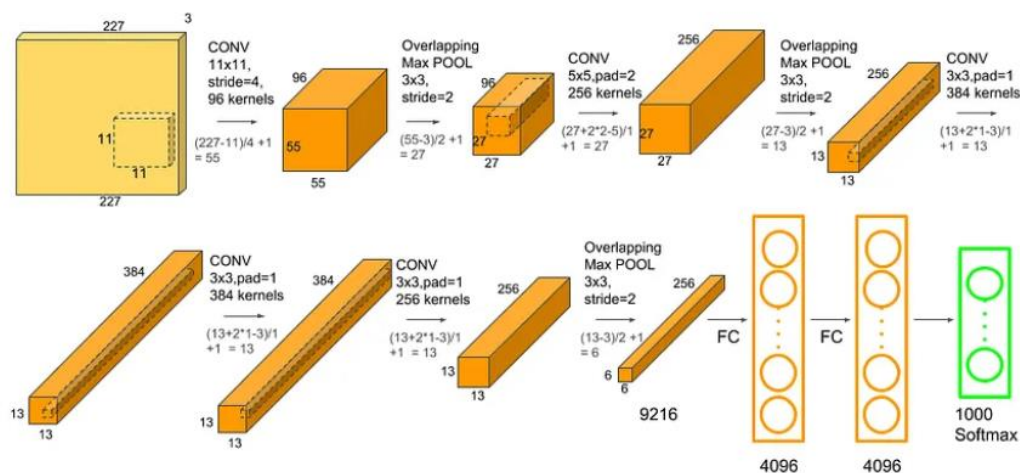 227
3
CONV
11x11,
stride=4,
96 kernels
(227-11)/4 +1
= 55
11
11
227
96
55
55
Overlapping
Max POOL
3x3,
stride=2
(55-3)/2 +1
= 27
96
27
27
CONV
5x5,pad=2
256 kernels
(27+2*2-5)/1
+1 = 27
256
27
27
Overlapping
Max POOL
3x3,
stride=2
(27-3)/2 +1
= 13
256
13
13
CONV
3x3,pad=1
384 kernels
(13+2*1-3)/1
+1 = 13
384
13
13
CONV
3x3,pad=1
384 kernels
(13+2*1-3)/1
+1 = 13
384
13
13
CONV
3x3,pad=1
256 kernels
(13+2*1-3)/1
+1 = 13
256
13
13
Overlapping
Max POOL
3x3,
stride=2
(13-3)/2 +1
= 6
256
6
6
9216
FC
4096
FC
4096
1000
Softmax